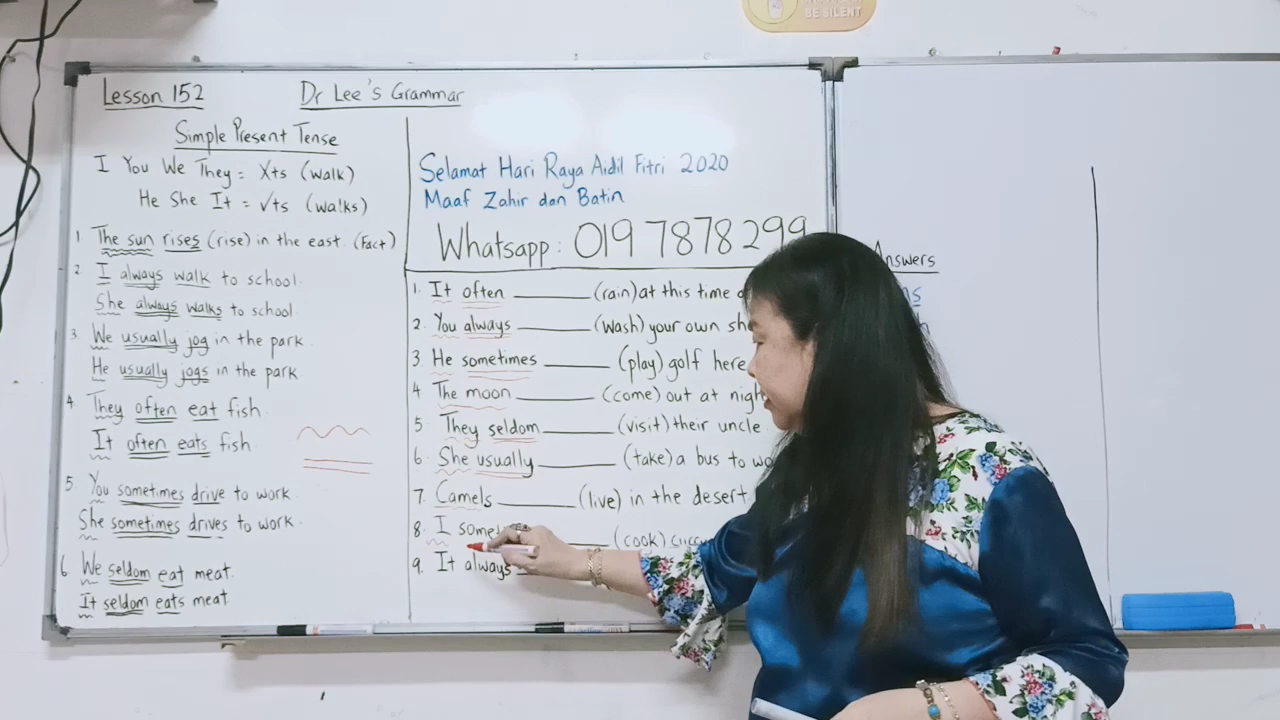 BE SILENT
Lesson 152
Dr Lee's Grammar
Simple Present Tense
I You We They = Xts (walk)
He She It = √ts (walks)
1 The sun rises (rise) in the east. (Fact)
2. I always walk to school.
She always walks to school.
3 We usually jog in the park.
He usually jogs in the park
4 They often eat fish.
It often eats fish.
5 You sometimes drive to work.
She sometimes drives to work.
6 We seldom eat meat.
It seldom eats meat.
Selamat Hari Raya Aidil Fitri 2020
Maaf Zahir dan Batin
Whatsapp: 019 7878 299
1. It often ______ (rain) at this time
2. You always ______ (wash) your own
3. He sometimes ______ (play) golf here
4 The moon ______ (come) out at night
5 They seldom ______ (visit) their uncle
6. She usually ______ (take) a bus to
7. Camels ______ (live) in the desert
8. I ______ (cook)
9. It always
Answers